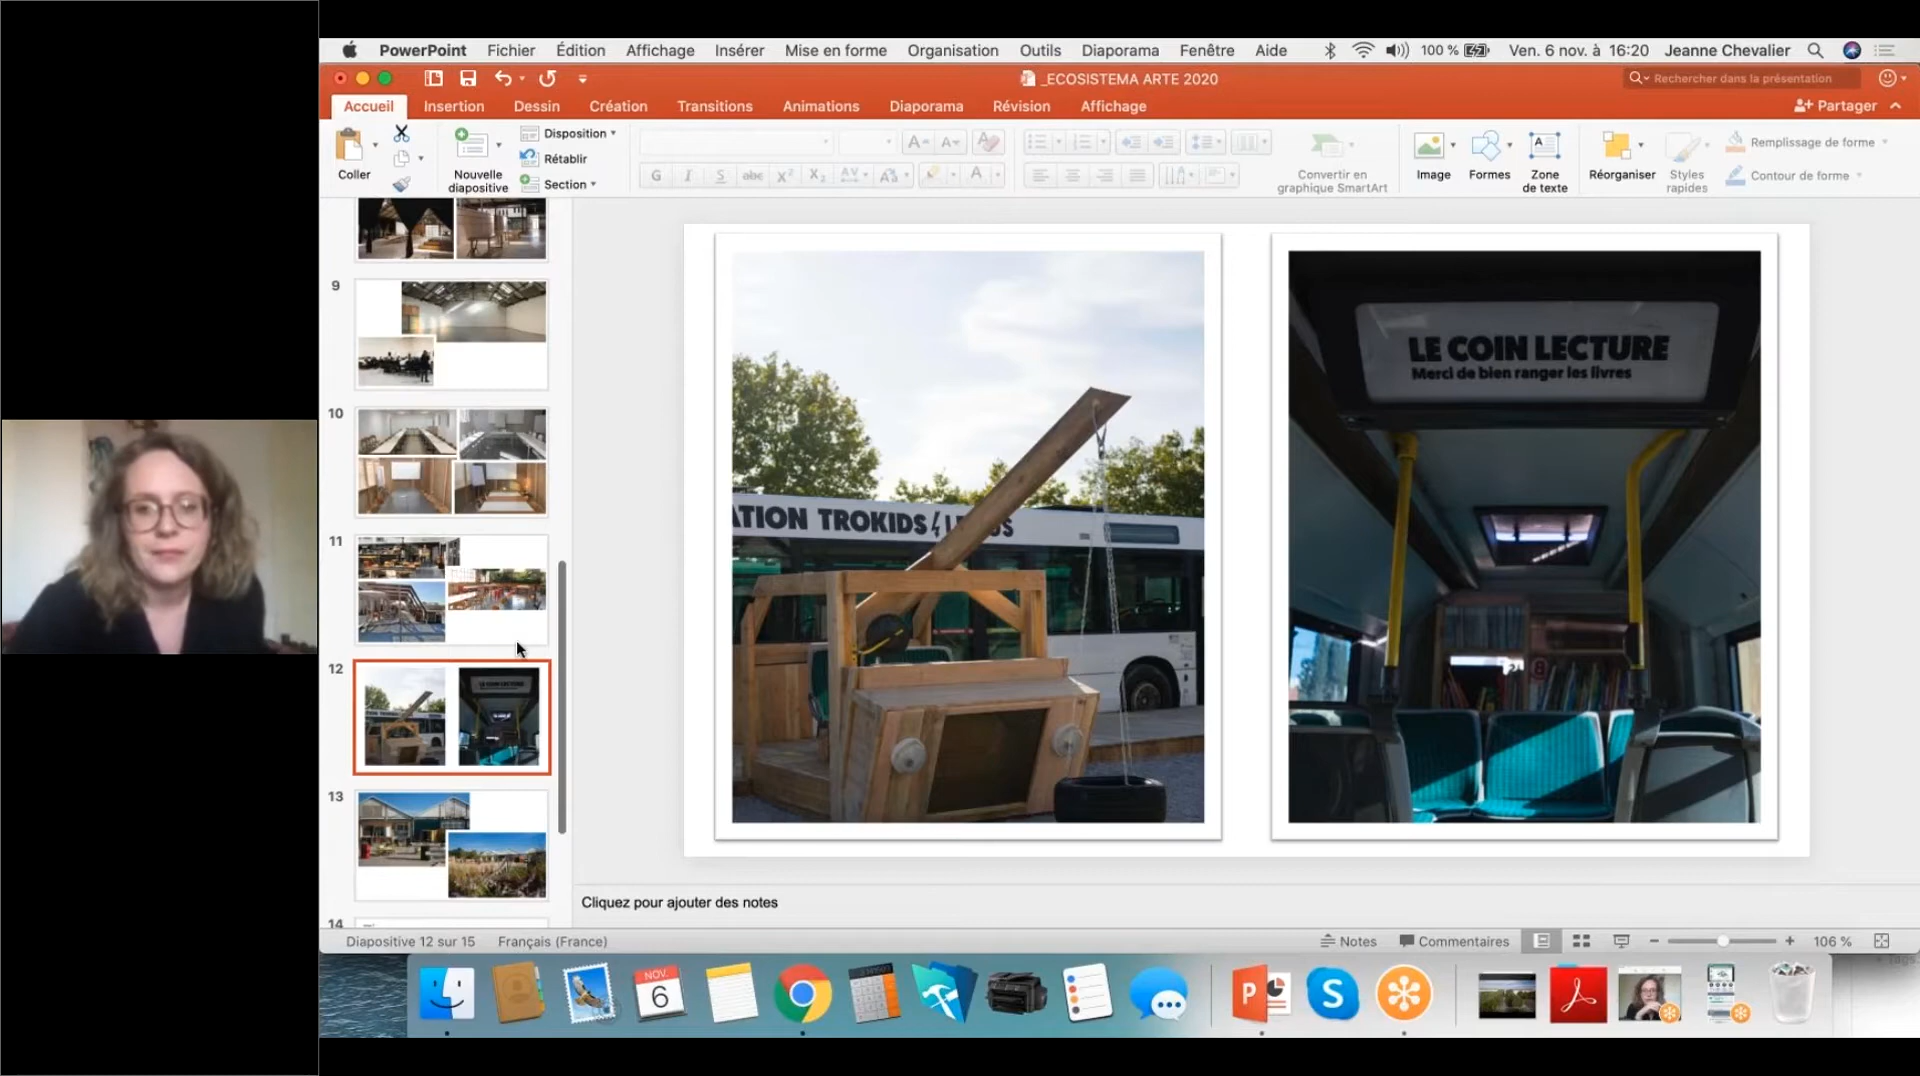 PowerPoint Fichier Édition Affichage Insérer Mise en forme Organisation Outils Diaporama Fenêtre Aide 100 % Ven. 6 nov. à 16:20 Jeanne Chevalier
_ECOSISTEMA ARTE 2020
Rechercher dans la présentation
Accueil Insertion Dessin Création Transitions Animations Diaporama Révision Affichage Partager
Coller
Nouvelle diapositive
Disposition
Rétablir
Section
G I S abc X² X₂ AV Aa A
Convertir en graphique SmartArt
Image
Formes
Zone de texte
Réorganiser
Styles rapides
Remplissage de forme
Contour de forme
9
10
11
12
13
14
ATION TROKIDS
LE COIN LECTURE
Merci de bien ranger les livres
Cliquez pour ajouter des notes
Diapositive 12 sur 15 Français (France) Notes Commentaires 106 %
NOV.
6